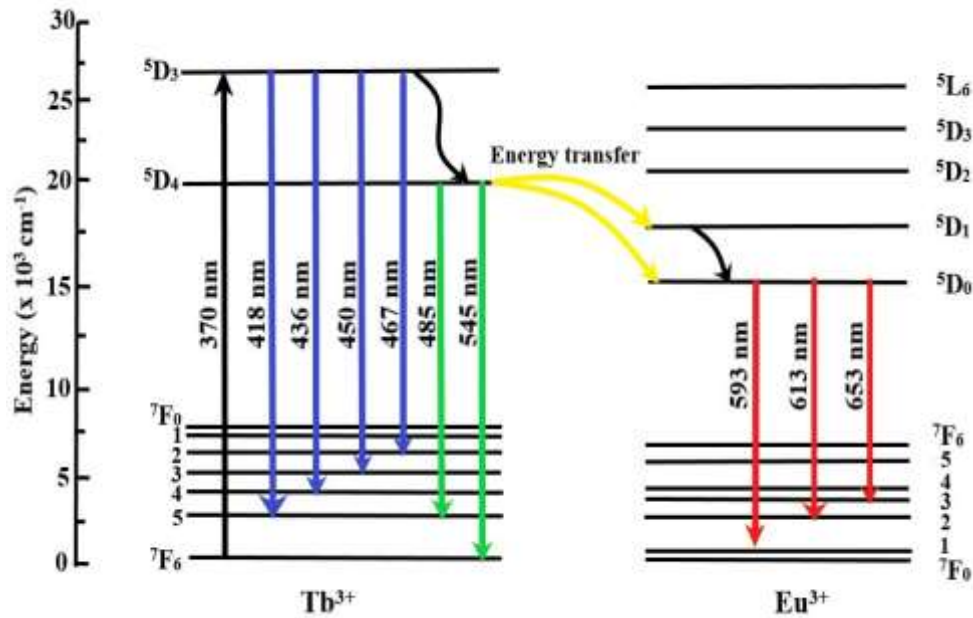 Energy (x 10³ cm⁻¹)
30
25
20
15
10
5
0
⁵D₃
⁵D₄
⁷F₀
1
2
3
4
5
⁷F₆
370 nm
418 nm
436 nm
450 nm
467 nm
485 nm
545 nm
Tb³⁺
Energy transfer
593 nm
613 nm
653 nm
⁵L₆
⁵D₃
⁵D₂
⁵D₁
⁵D₀
⁷F₆
5
4
3
2
1
⁷F₀
Eu³⁺